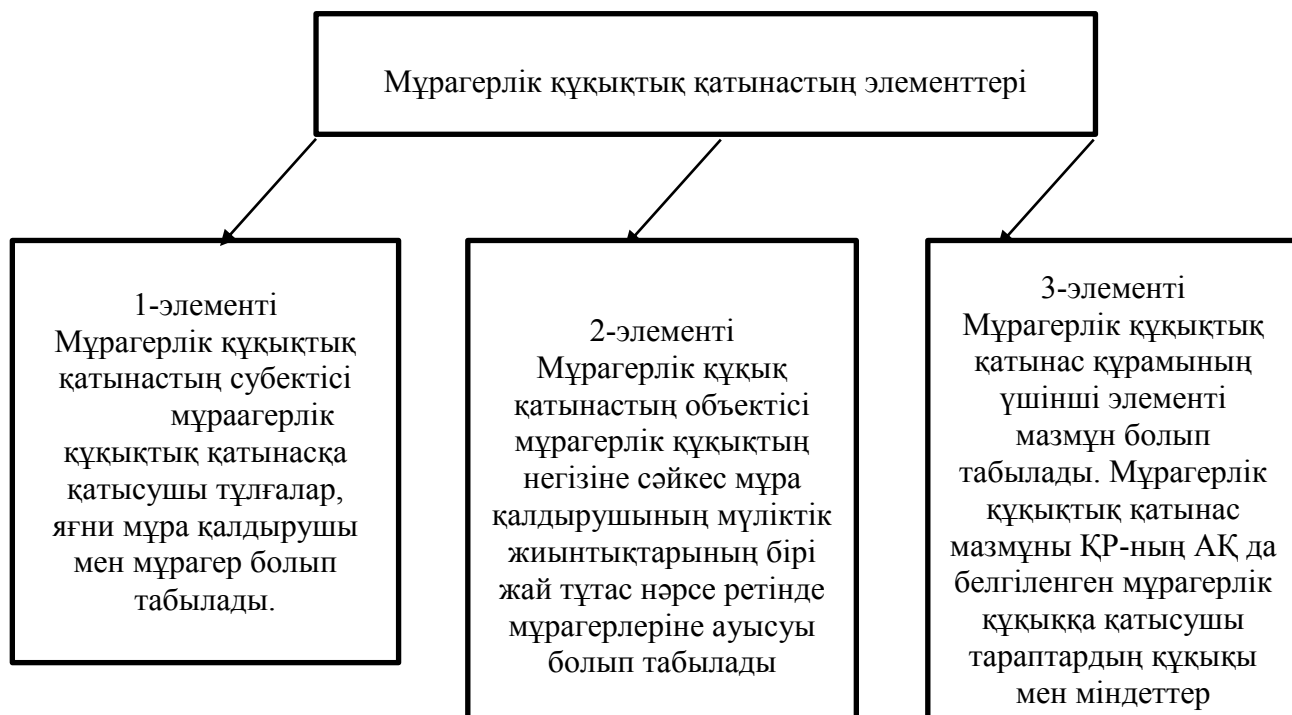 Мұрагерлік құқықтық қатынастың элементтері
1-элементі
Мұрагерлік құқықтық
қатынастың субектісі
мұраагерлік
құқықтық қатынасқа
қатысушы тұлғалар,
яғни мұра қалдырушы
мен мұрагер болып
табылады.
2-элементі
Мұрагерлік құқық
қатынастың объектісі
мұрагерлік құқықтың
негізіне сәйкес мұра
қалдырушының мүліктік
жиынтықтарының бірі
жай тұтас нәрсе ретінде
мұрагерлеріне ауысуы
болып табылады
3-элементі
Мұрагерлік құқықтық
қатынас құрамының
үшінші элементі
мазмұн болып
табылады. Мұрагерлік
құқықтық қатынас
мазмұны ҚР-ның АҚ да
белгіленген мұрагерлік
құқыққа қатысушы
тараптардың құқықы
мен міндеттер